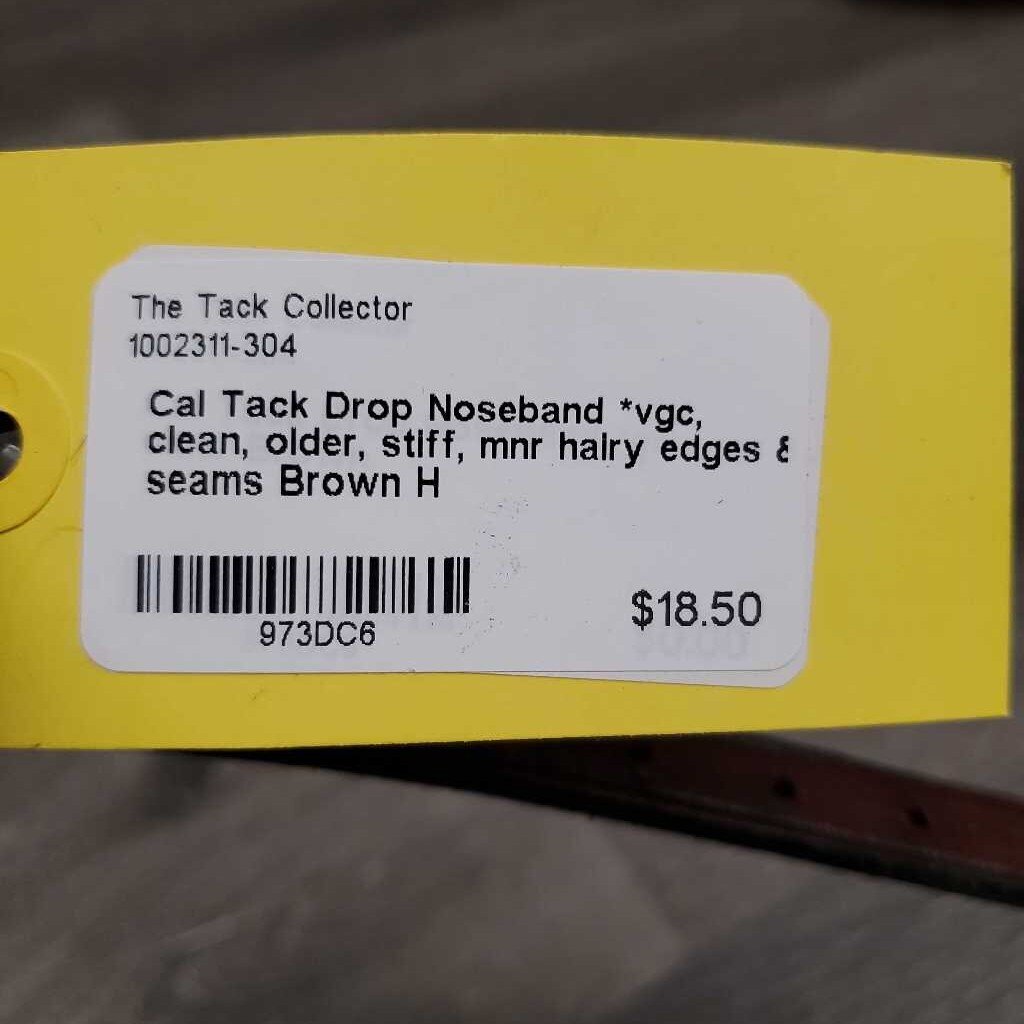 The Tack Collector
1002311-304
Cal Tack Drop Noseband *vgc,
clean, older, stiff, mnr hairy edges &
seams Brown H
973DC6
$18.50